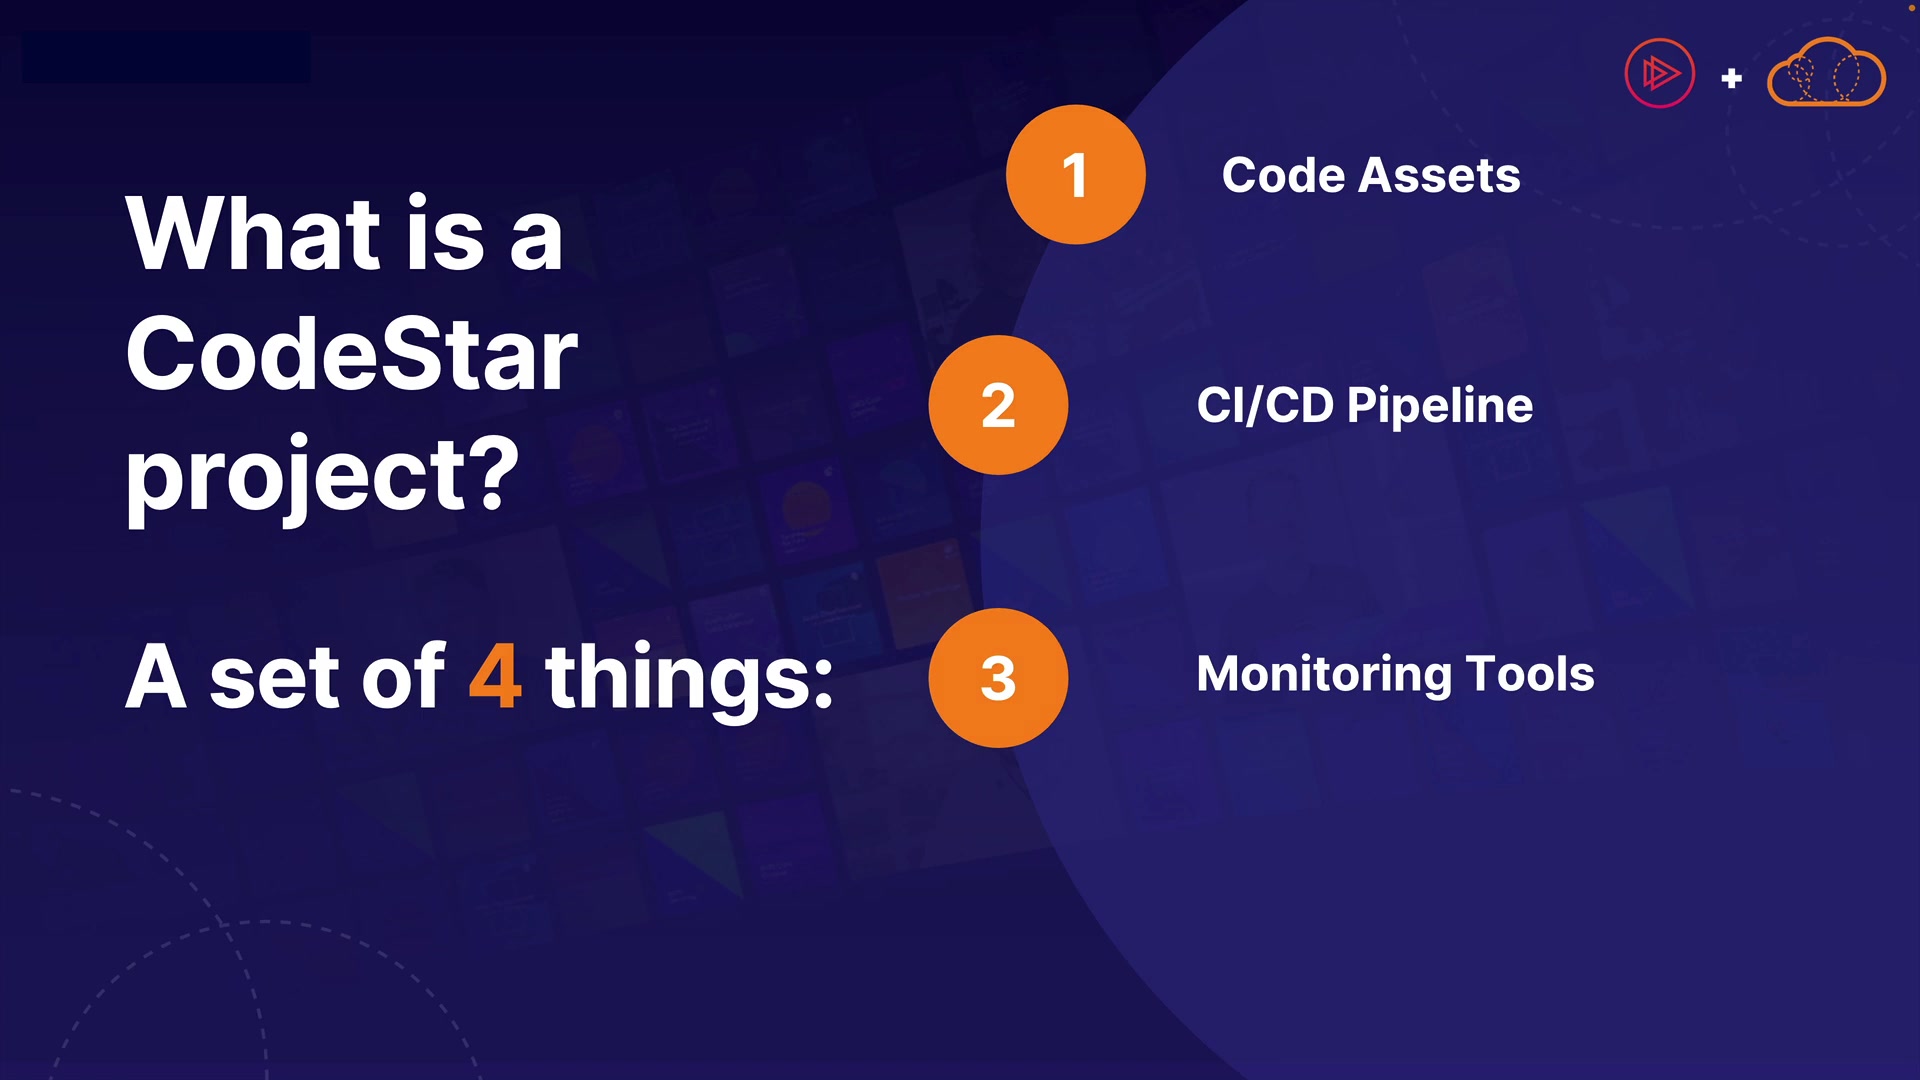 What is a
CodeStar
project?
A set of 4 things:
1
Code Assets
2
CI/CD Pipeline
3
Monitoring Tools
+